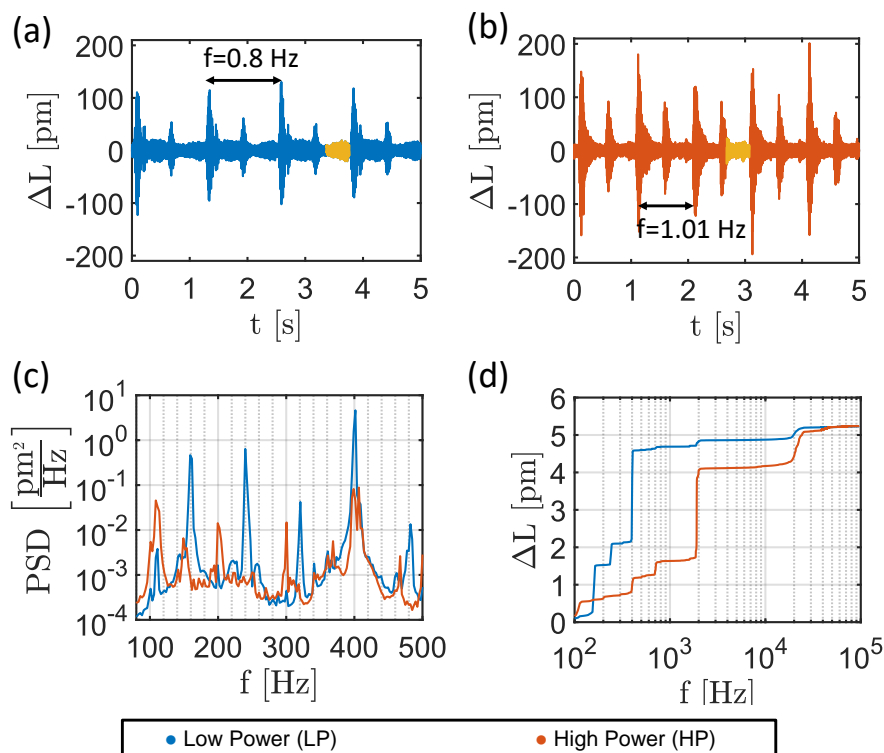 (a)
(b)
200
100
0
-100
-200
ΔL [pm]
f=0.8 Hz
0 1 2 3 4 5
t [s]
200
100
0
-100
-200
ΔL [pm]
f=1.01 Hz
0 1 2 3 4 5
t [s]
(c)
(d)
10^1
10^0
10^-1
10^-2
10^-3
10^-4
PSD [pm^2/Hz]
100 200 300 400 500
f [Hz]
6
5
4
3
2
1
0
ΔL [pm]
10^2 10^3 10^4 10^5
f [Hz]
Low Power (LP) High Power (HP)